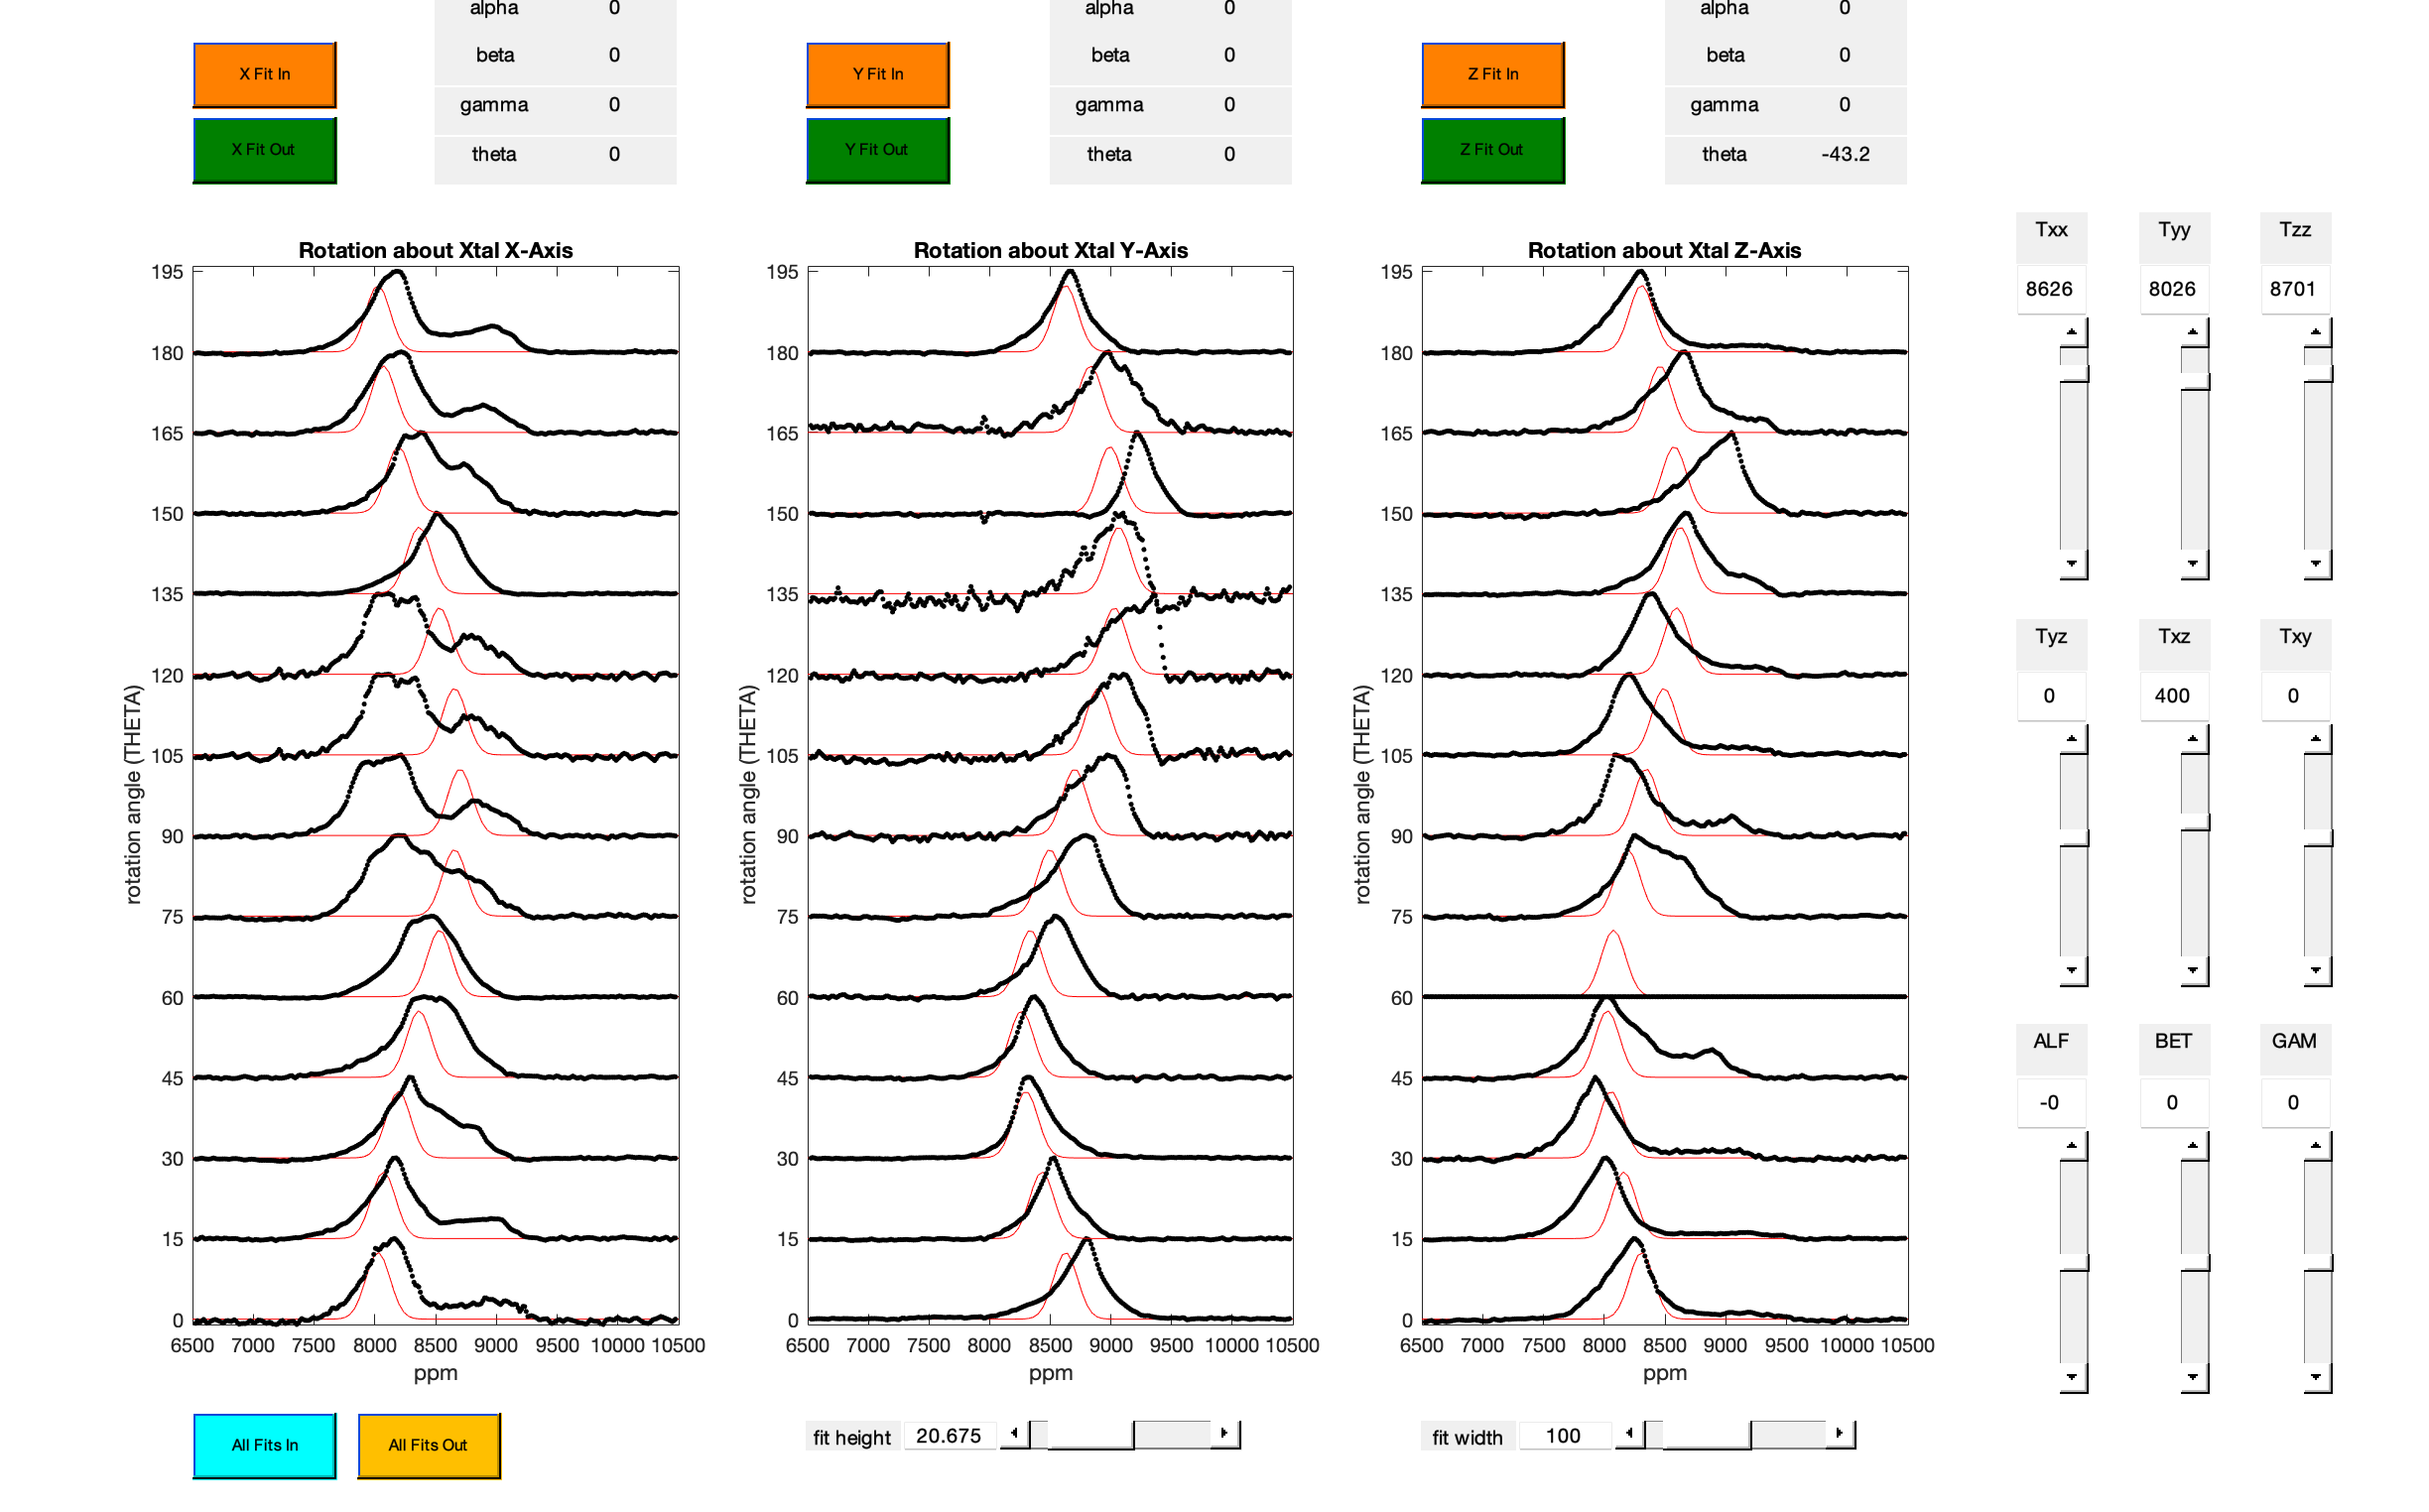 alpha 0 alpha 0 alpha 0
X Fit In beta 0 Y Fit In beta 0 Z Fit In beta 0
gamma 0 gamma 0 gamma 0
X Fit Out theta 0 Y Fit Out theta 0 Z Fit Out theta -43.2
Txx Tyy Tzz
8626 8026 8701
Tyz Txz Txy
0 400 0
ALF BET GAM
-0 0 0
Rotation about Xtal X-Axis
195
180
165
150
135
120
105
90
75
60
45
30
15
0
rotation angle (THETA)
6500 7000 7500 8000 8500 9000 9500 10000 10500
ppm
Rotation about Xtal Y-Axis
195
180
165
150
135
120
105
90
75
60
45
30
15
0
rotation angle (THETA)
6500 7000 7500 8000 8500 9000 9500 10000 10500
ppm
Rotation about Xtal Z-Axis
195
180
165
150
135
120
105
90
75
60
45
30
15
0
rotation angle (THETA)
6500 7000 7500 8000 8500 9000 9500 10000 10500
ppm
All Fits In All Fits Out fit height 20.675 fit width 100